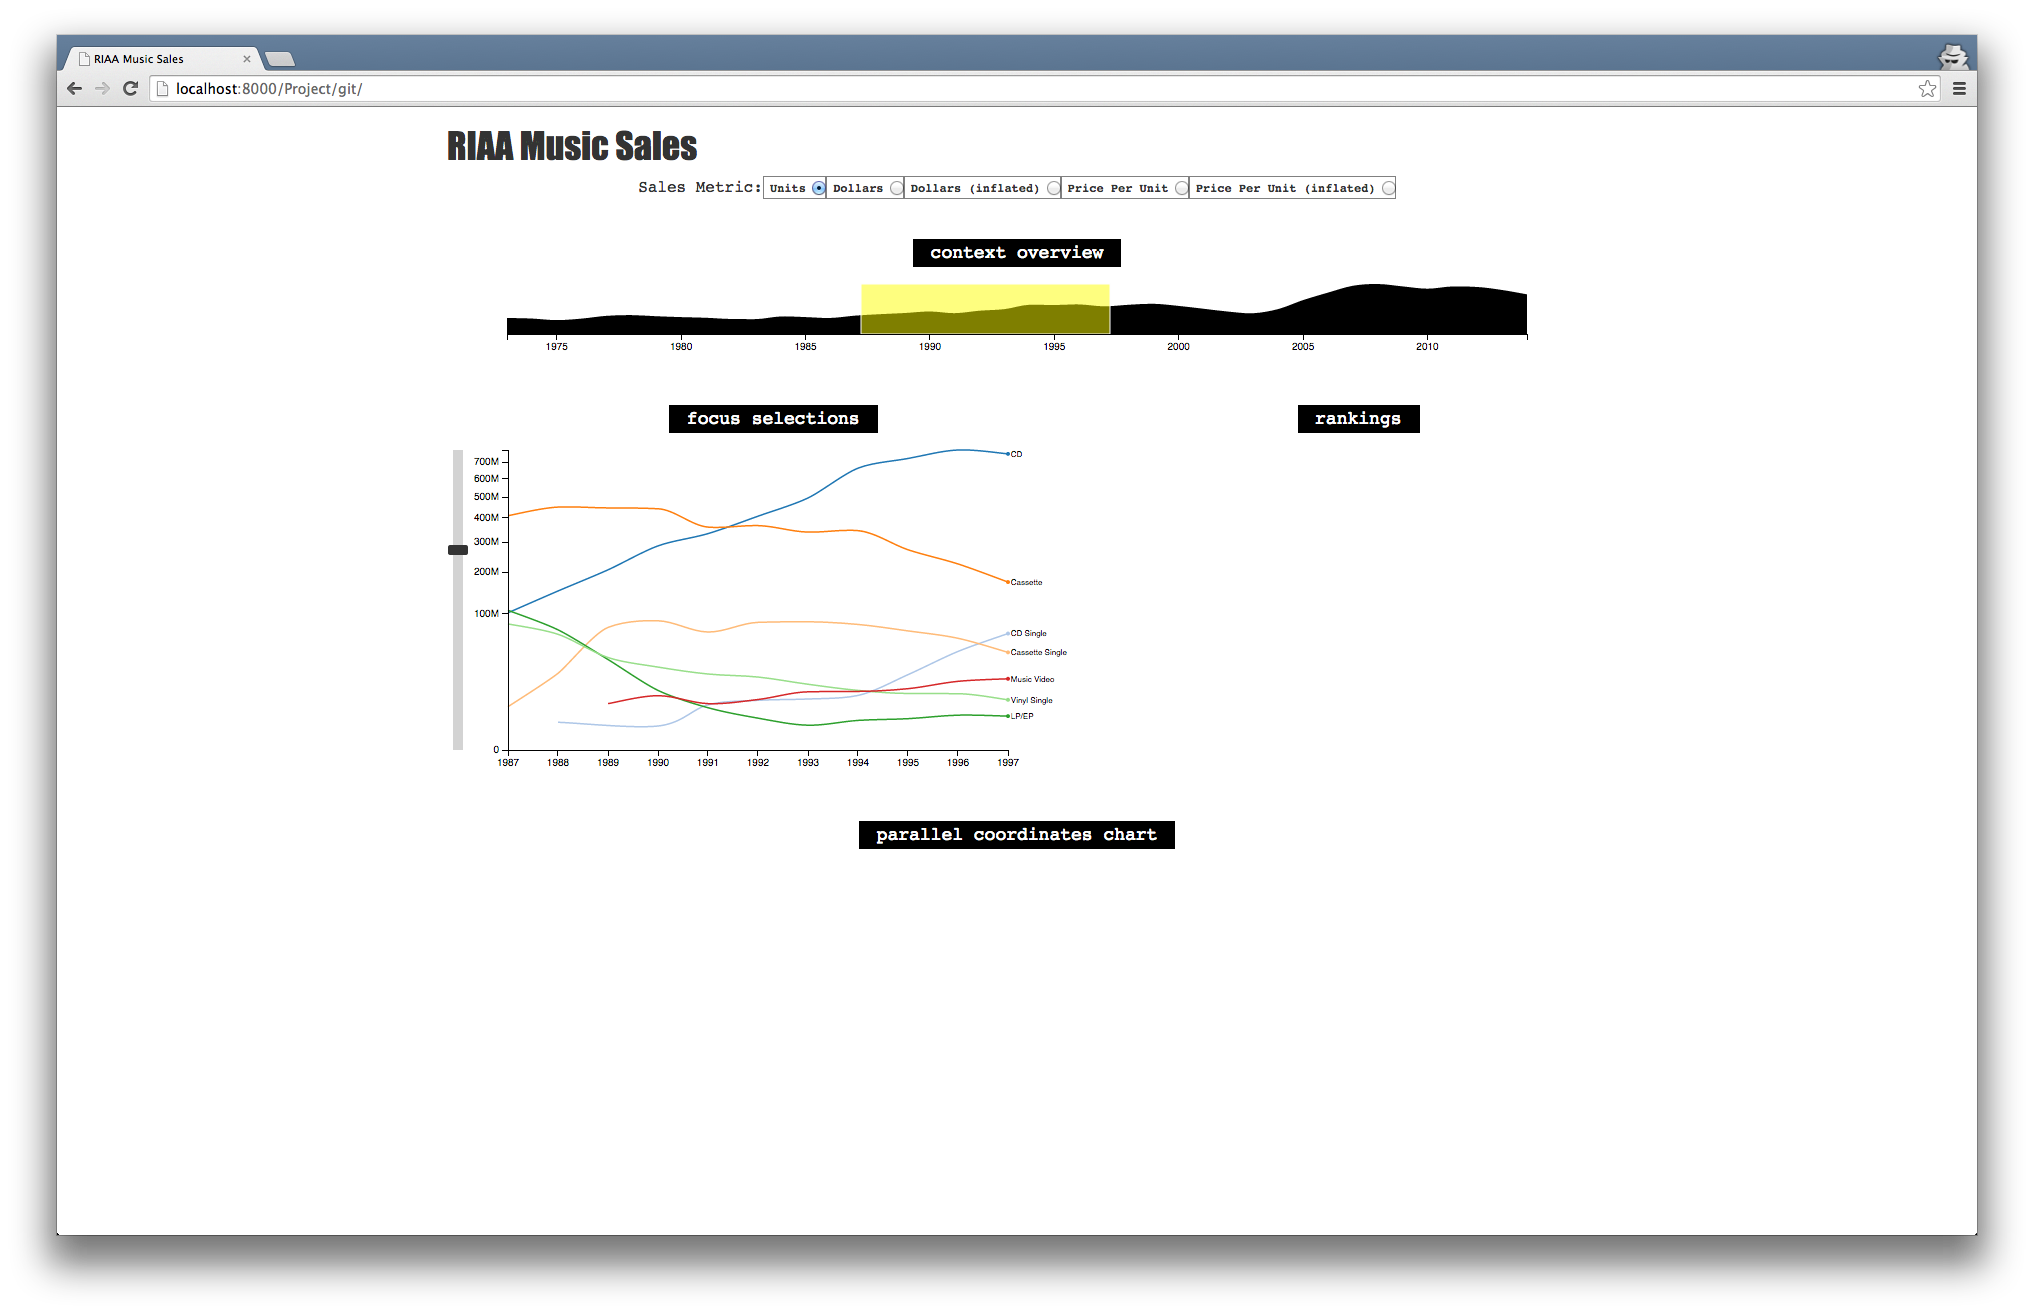 RIAA Music Sales
localhost:8000/Project/git/
RIAA Music Sales
Sales Metric: Units Dollars Dollars (inflated) Price Per Unit Price Per Unit (inflated)
context overview
1975 1980 1985 1990 1995 2000 2005 2010
focus selections
700M
600M
500M
400M
300M
200M
100M
0
CD
Cassette
CD Single
Cassette Single
Music Video
Vinyl Single
LP/EP
1987 1988 1989 1990 1991 1992 1993 1994 1995 1996 1997
rankings
parallel coordinates chart